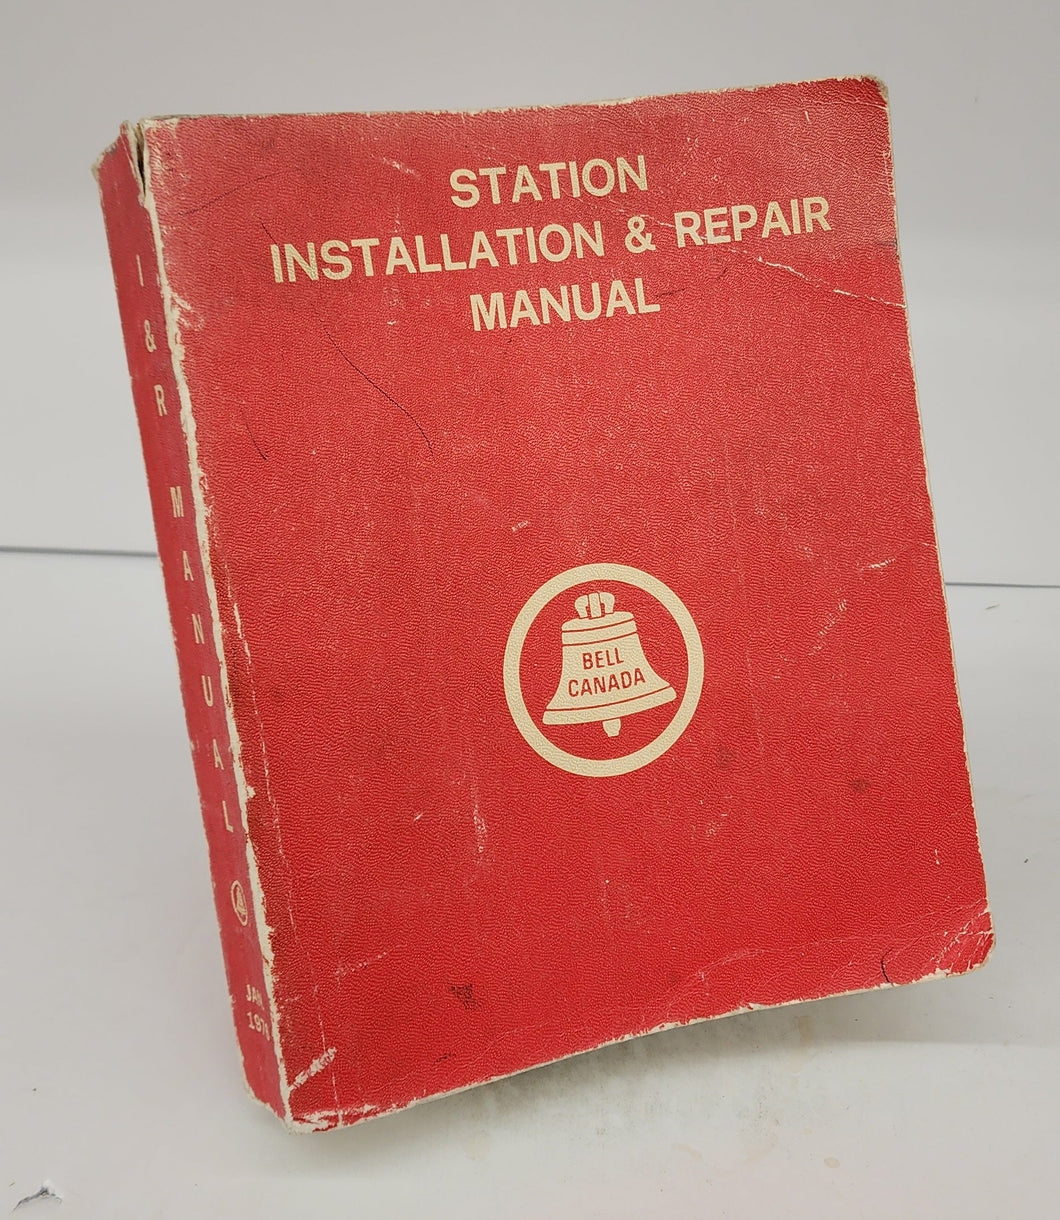 STATION
INSTALLATION & REPAIR
MANUAL
BELL
CANADA
I & R MANUAL
JAN